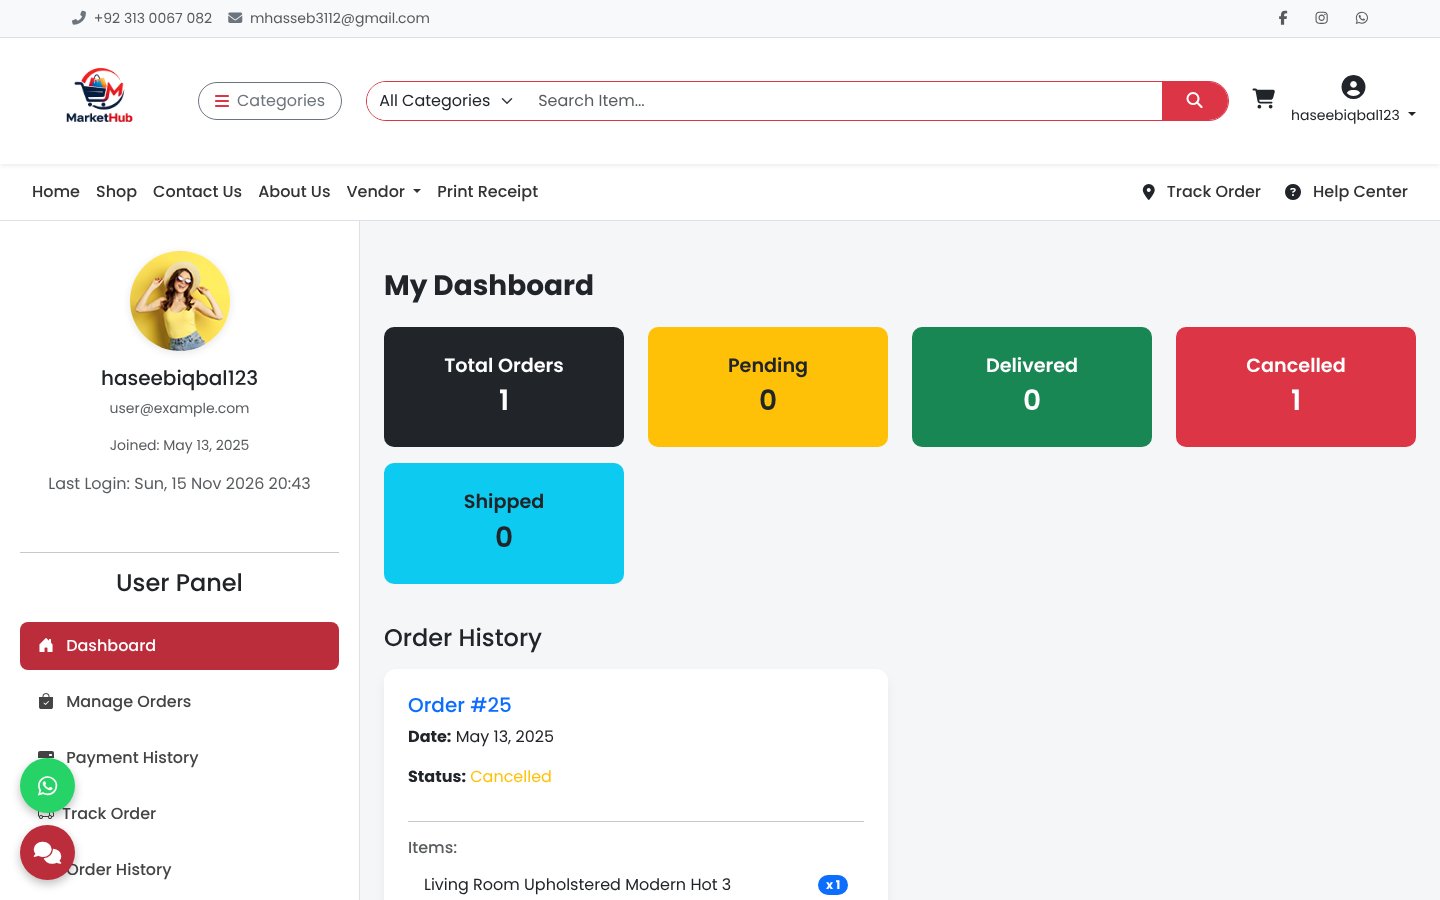 +92 313 0067 082
mhasseb3112@gmail.com
MarketHub
Categories
All Categories
Search Item...
haseebiqbal123
Home
Shop
Contact Us
About Us
Vendor
Print Receipt
Track Order
Help Center
haseebiqbal123
user@example.com
Joined: May 13, 2025
Last Login: Sun, 15 Nov 2026 20:43
User Panel
Dashboard
Manage Orders
Payment History
Track Order
Order History
My Dashboard
Total Orders
1
Pending
0
Delivered
0
Cancelled
1
Shipped
0
Order History
Order #25
Date: May 13, 2025
Status: Cancelled
Items:
Living Room Upholstered Modern Hot 3
x 1